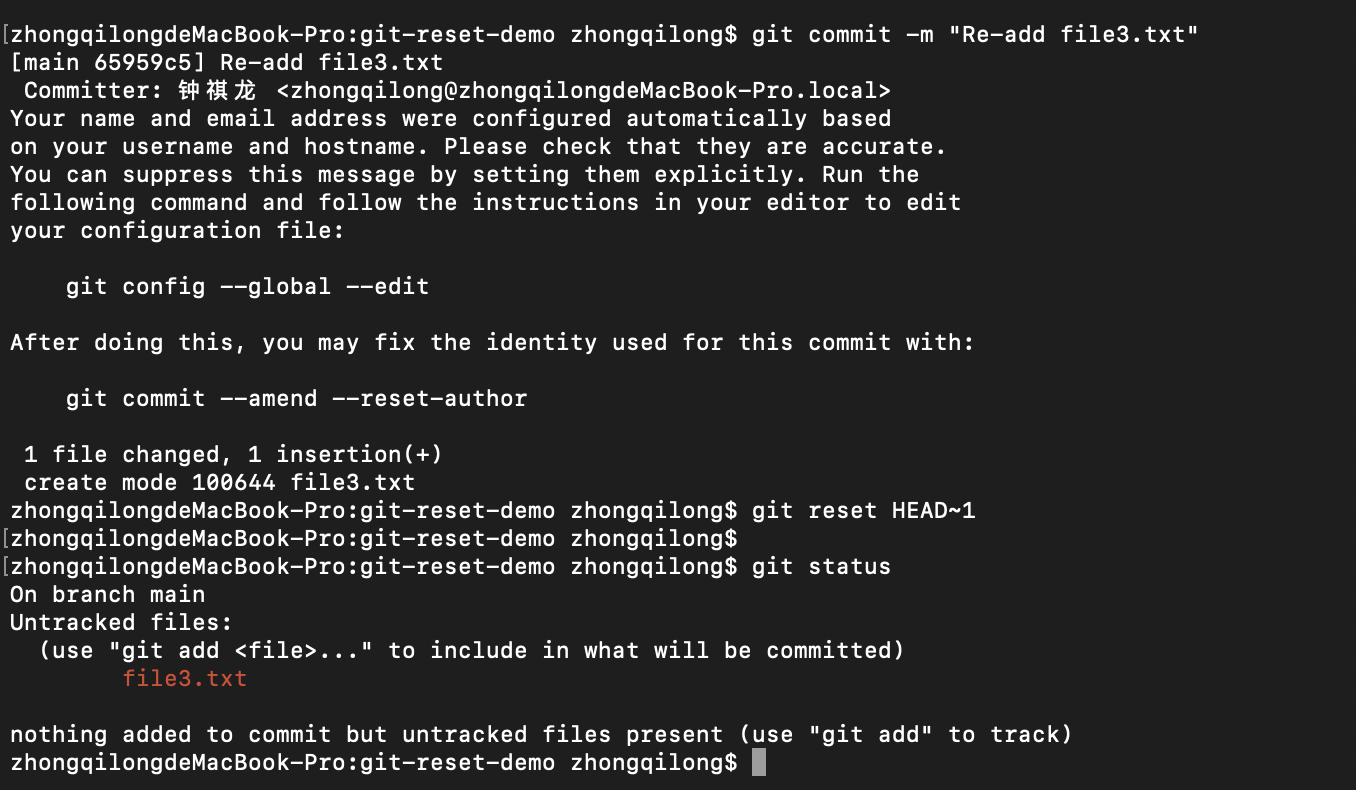 [zhongqilongdeMacBook-Pro:git-reset-demo zhongqilong$ git commit -m "Re-add file3.txt"
[main 65959c5] Re-add file3.txt
 Committer: 钟祺龙 <zhongqilong@zhongqilongdeMacBook-Pro.local>
Your name and email address were configured automatically based
on your username and hostname. Please check that they are accurate.
You can suppress this message by setting them explicitly. Run the
following command and follow the instructions in your editor to edit
your configuration file:

    git config --global --edit

After doing this, you may fix the identity used for this commit with:

    git commit --amend --reset-author

 1 file changed, 1 insertion(+)
 create mode 100644 file3.txt
zhongqilongdeMacBook-Pro:git-reset-demo zhongqilong$ git reset HEAD~1
[zhongqilongdeMacBook-Pro:git-reset-demo zhongqilong$
[zhongqilongdeMacBook-Pro:git-reset-demo zhongqilong$ git status
On branch main
Untracked files:
  (use "git add <file>..." to include in what will be committed)
        file3.txt

nothing added to commit but untracked files present (use "git add" to track)
zhongqilongdeMacBook-Pro:git-reset-demo zhongqilong$